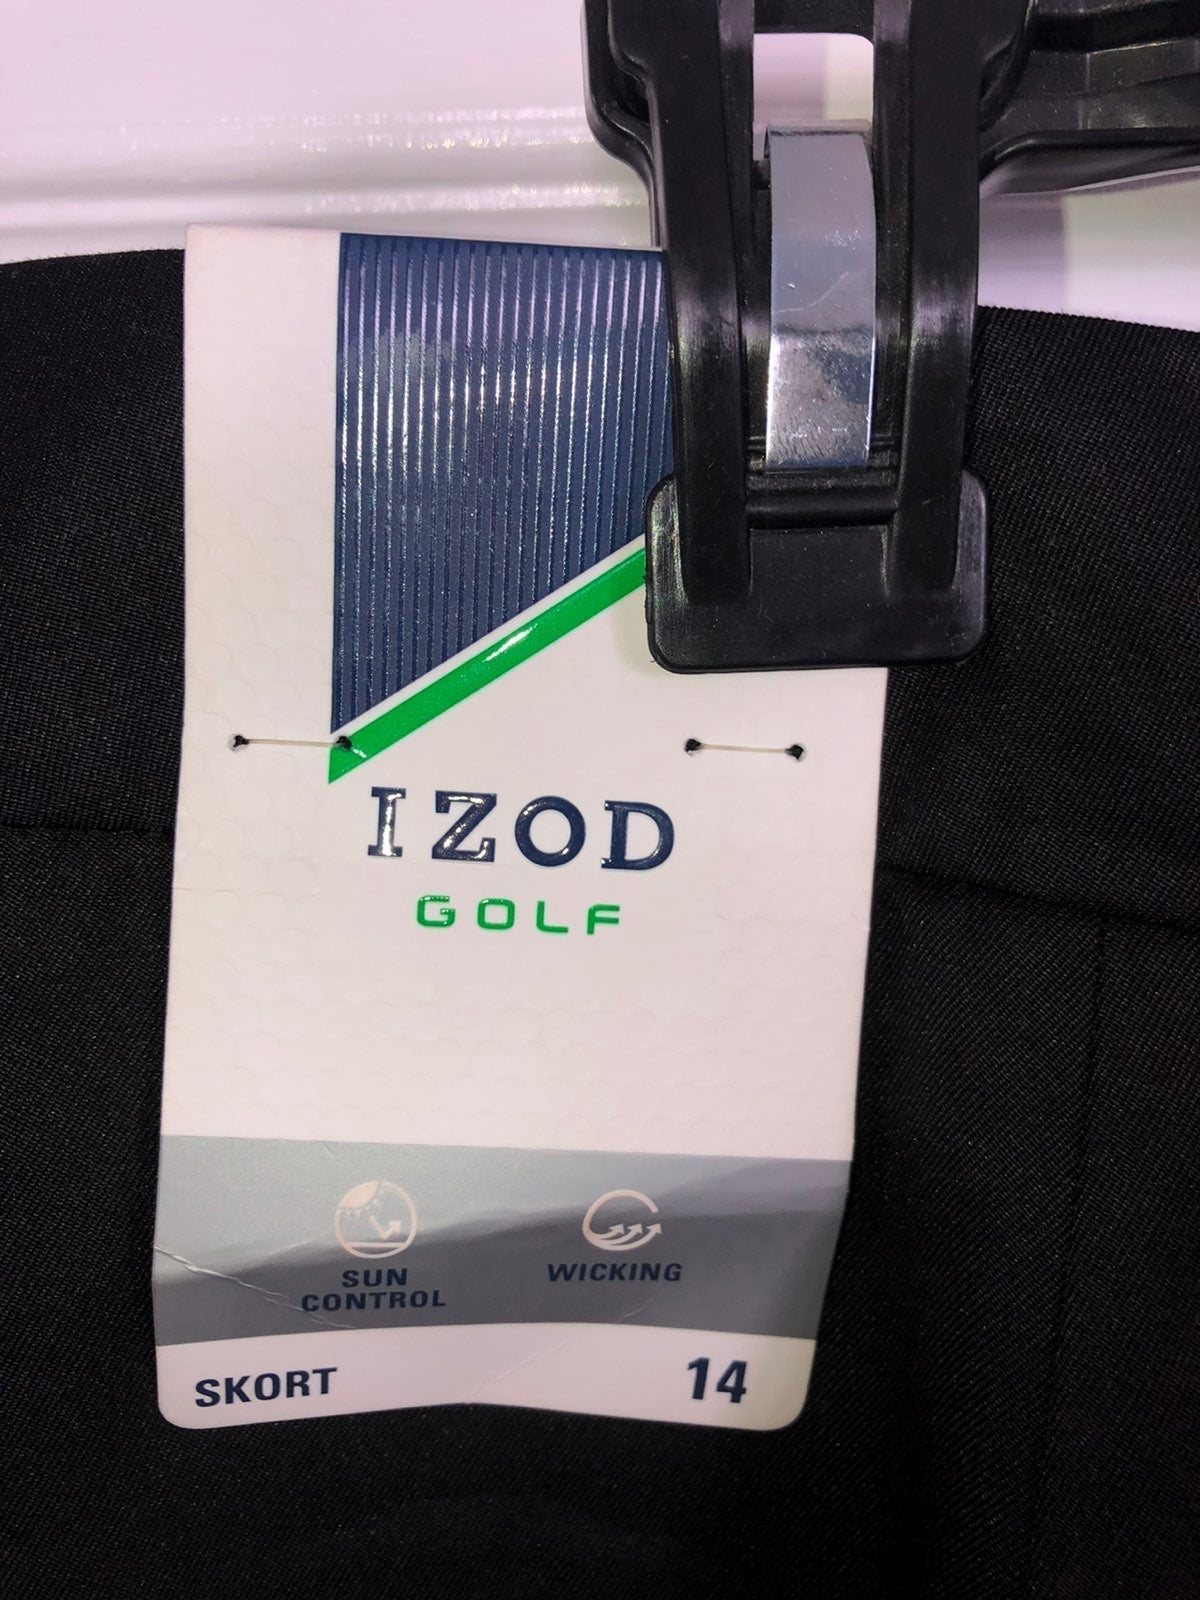 IZOD
GOLF
SUN
CONTROL
WICKING
SKORT
14